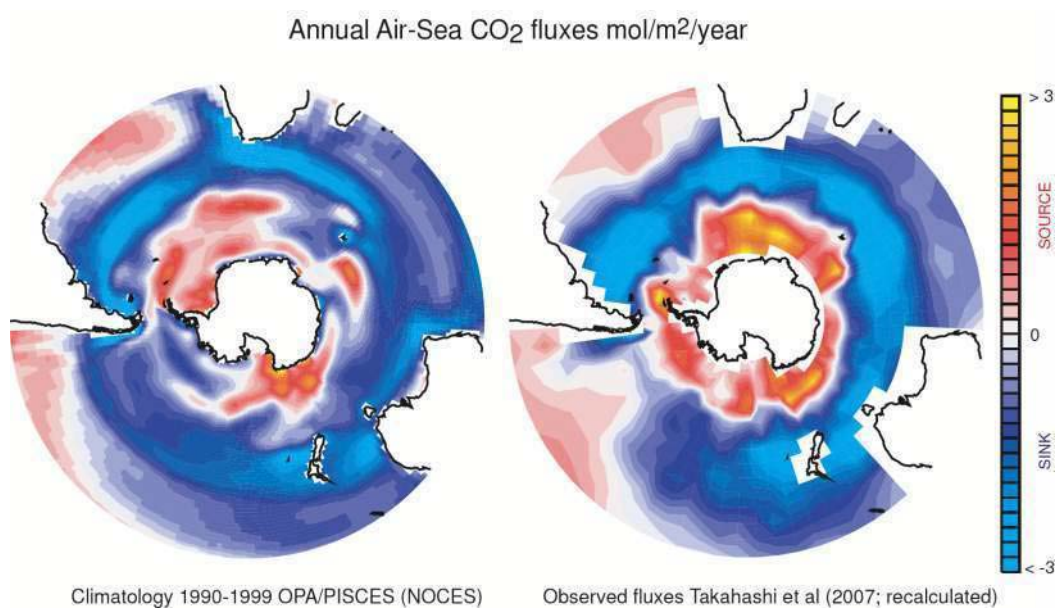 Annual Air-Sea CO2 fluxes mol/m2/year
> 3
SOURCE
0
SINK
< -3
Climatology 1990-1999 OPA/PISCES (NOCES)
Observed fluxes Takahashi et al (2007; recalculated)